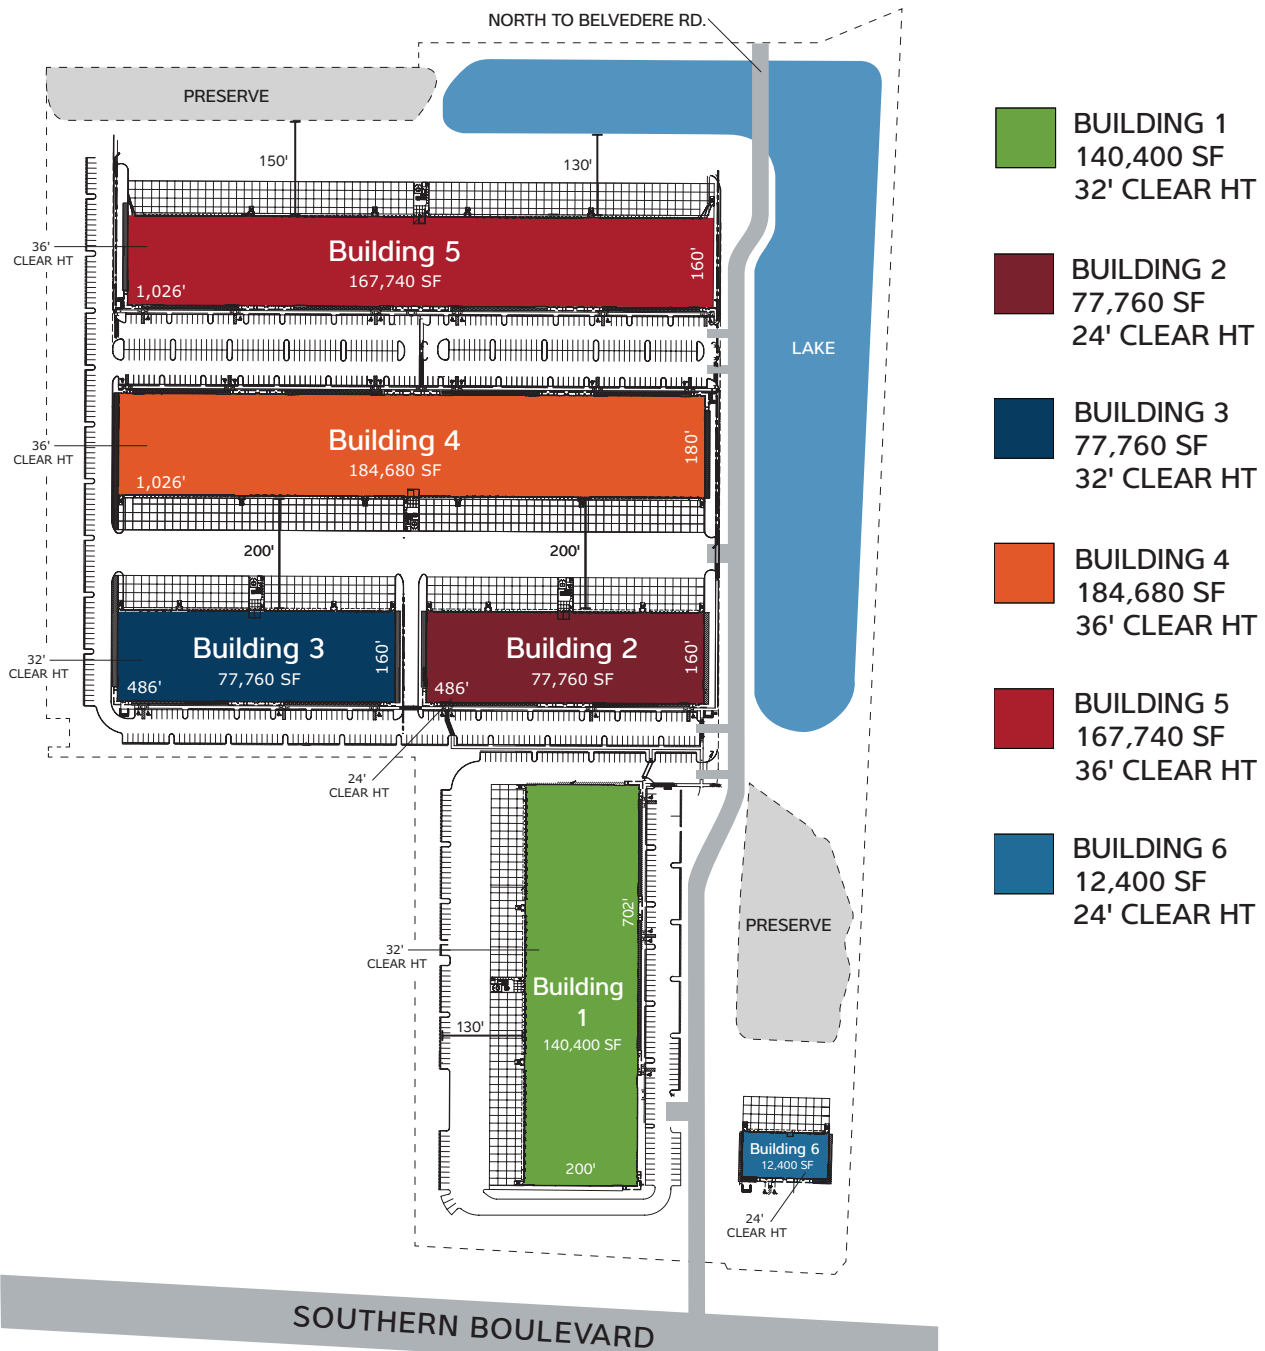 NORTH TO BELVEDERE RD.
PRESERVE
150'
130'
36'
CLEAR HT
Building 5
167,740 SF
1,026'
160'
LAKE
36'
CLEAR HT
Building 4
184,680 SF
1,026'
180'
200'
200'
32'
CLEAR HT
Building 3
77,760 SF
486'
160'
Building 2
77,760 SF
486'
160'
24'
CLEAR HT
32'
CLEAR HT
702'
Building
1
140,400 SF
130'
200'
PRESERVE
Building 6
12,400 SF
24'
CLEAR HT
SOUTHERN BOULEVARD
BUILDING 1
140,400 SF
32' CLEAR HT
BUILDING 2
77,760 SF
24' CLEAR HT
BUILDING 3
77,760 SF
32' CLEAR HT
BUILDING 4
184,680 SF
36' CLEAR HT
BUILDING 5
167,740 SF
36' CLEAR HT
BUILDING 6
12,400 SF
24' CLEAR HT